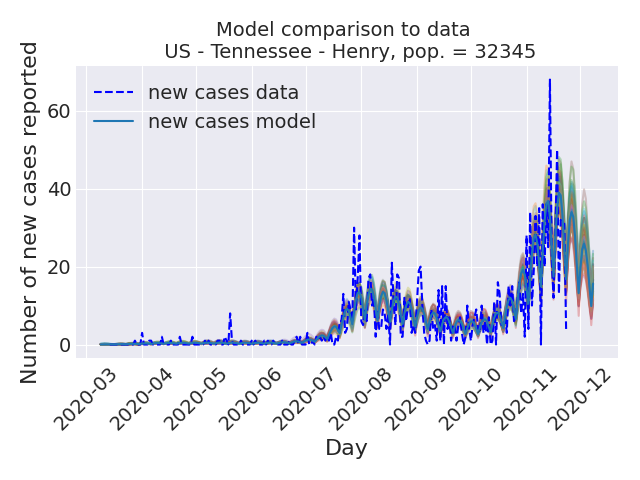 Model comparison to data
US - Tennessee - Henry, pop. = 32345
new cases data
new cases model
Number of new cases reported
60
40
20
0
2020-03
2020-04
2020-05
2020-06
2020-07
2020-08
2020-09
2020-10
2020-11
2020-12
Day